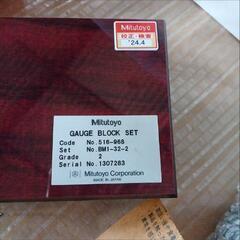 Mitutoyo
校正・検査
'24.4
Mitutoyo
GAUGE BLOCK SET
Code No. 516-968
Set No. BM1-32-2
Grade 2
Serial No. 1307283
Mitutoyo Corporation
MADE IN JAPAN